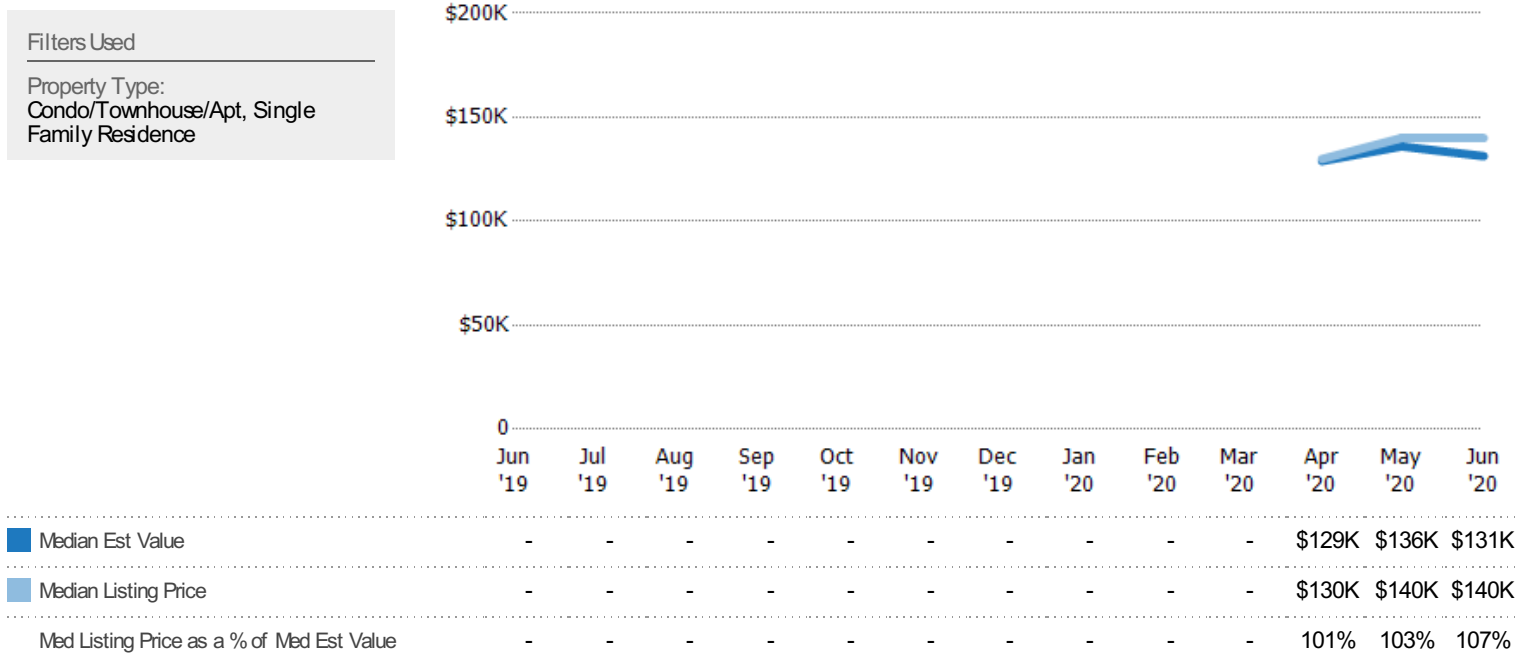 Filters Used
Property Type:
Condo/Townhouse/Apt, Single
Family Residence
$200K
$150K
$100K
$50K
0
Jun Jul Aug Sep Oct Nov Dec Jan Feb Mar Apr May Jun
'19 '19 '19 '19 '19 '19 '19 '20 '20 '20 '20 '20 '20
Median Est Value - - - - - - - - - - $129K $136K $131K
Median Listing Price - - - - - - - - - - $130K $140K $140K
Med Listing Price as a % of Med Est Value - - - - - - - - - - 101% 103% 107%